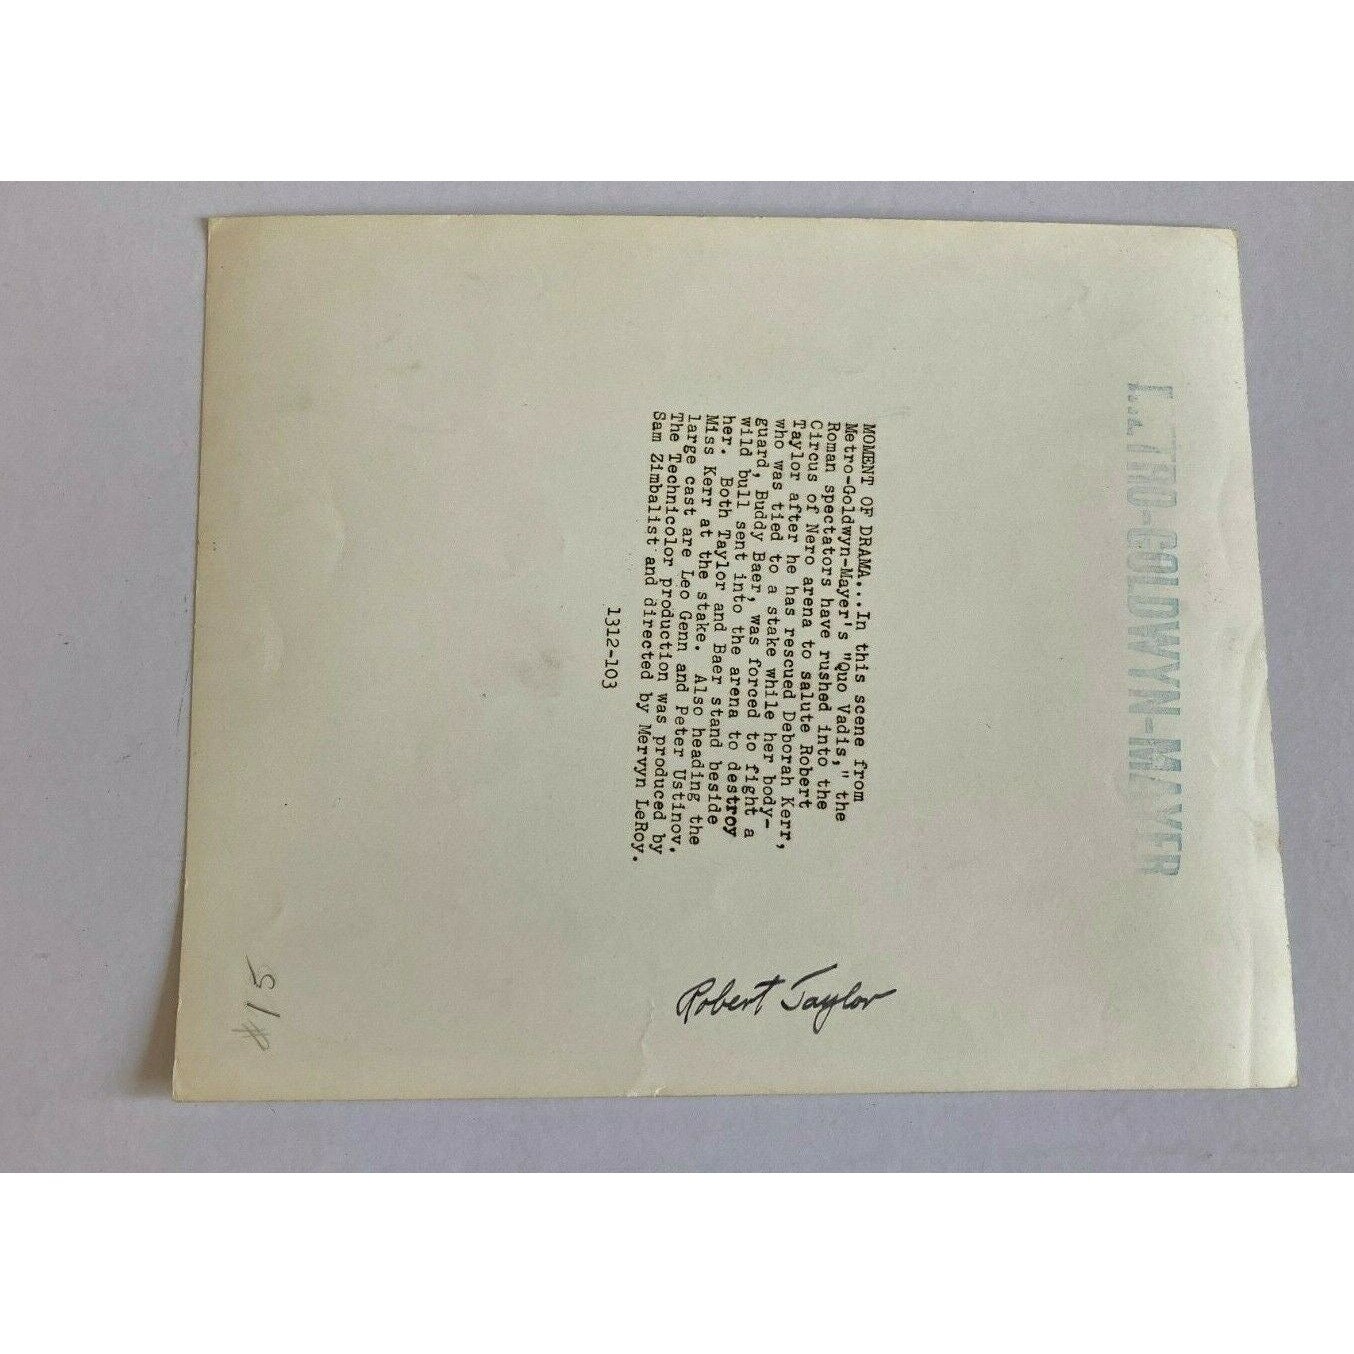 METRO-GOLDWYN-MAYER
MOMENT OF DRAMA...In this scene from
Metro-Goldwyn-Mayer's "Quo Vadis," the
Roman spectators have rushed into the
Circus of Nero arena to salute Robert
Taylor after he has rescued Deborah Kerr,
who was tied to a stake while her body-
guard, Buddy Baer, was forced to fight a
wild bull sent into the arena to destroy
her. Both Taylor and Baer stand beside
Miss Kerr at the stake. Also heading the
large cast are Leo Genn and Peter Ustinov.
The Technicolor production was produced by
Sam Zimbalist and directed by Mervyn LeRoy.
1312-103
Robert Taylor
#15